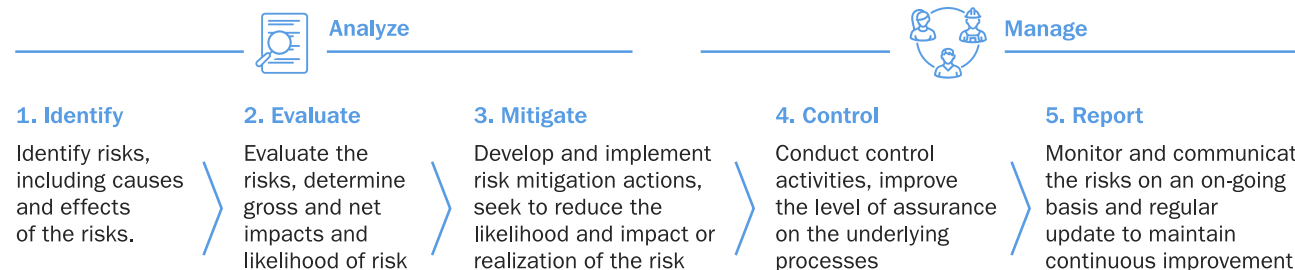 Analyze
Manage
1. Identify
Identify risks,
including causes
and effects
of the risks.
2. Evaluate
Evaluate the
risks, determine
gross and net
impacts and
likelihood of risk
3. Mitigate
Develop and implement
risk mitigation actions,
seek to reduce the
likelihood and impact or
realization of the risk
4. Control
Conduct control
activities, improve
the level of assurance
on the underlying
processes
5. Report
Monitor and communicat
the risks on an on-going
basis and regular
update to maintain
continuous improvement